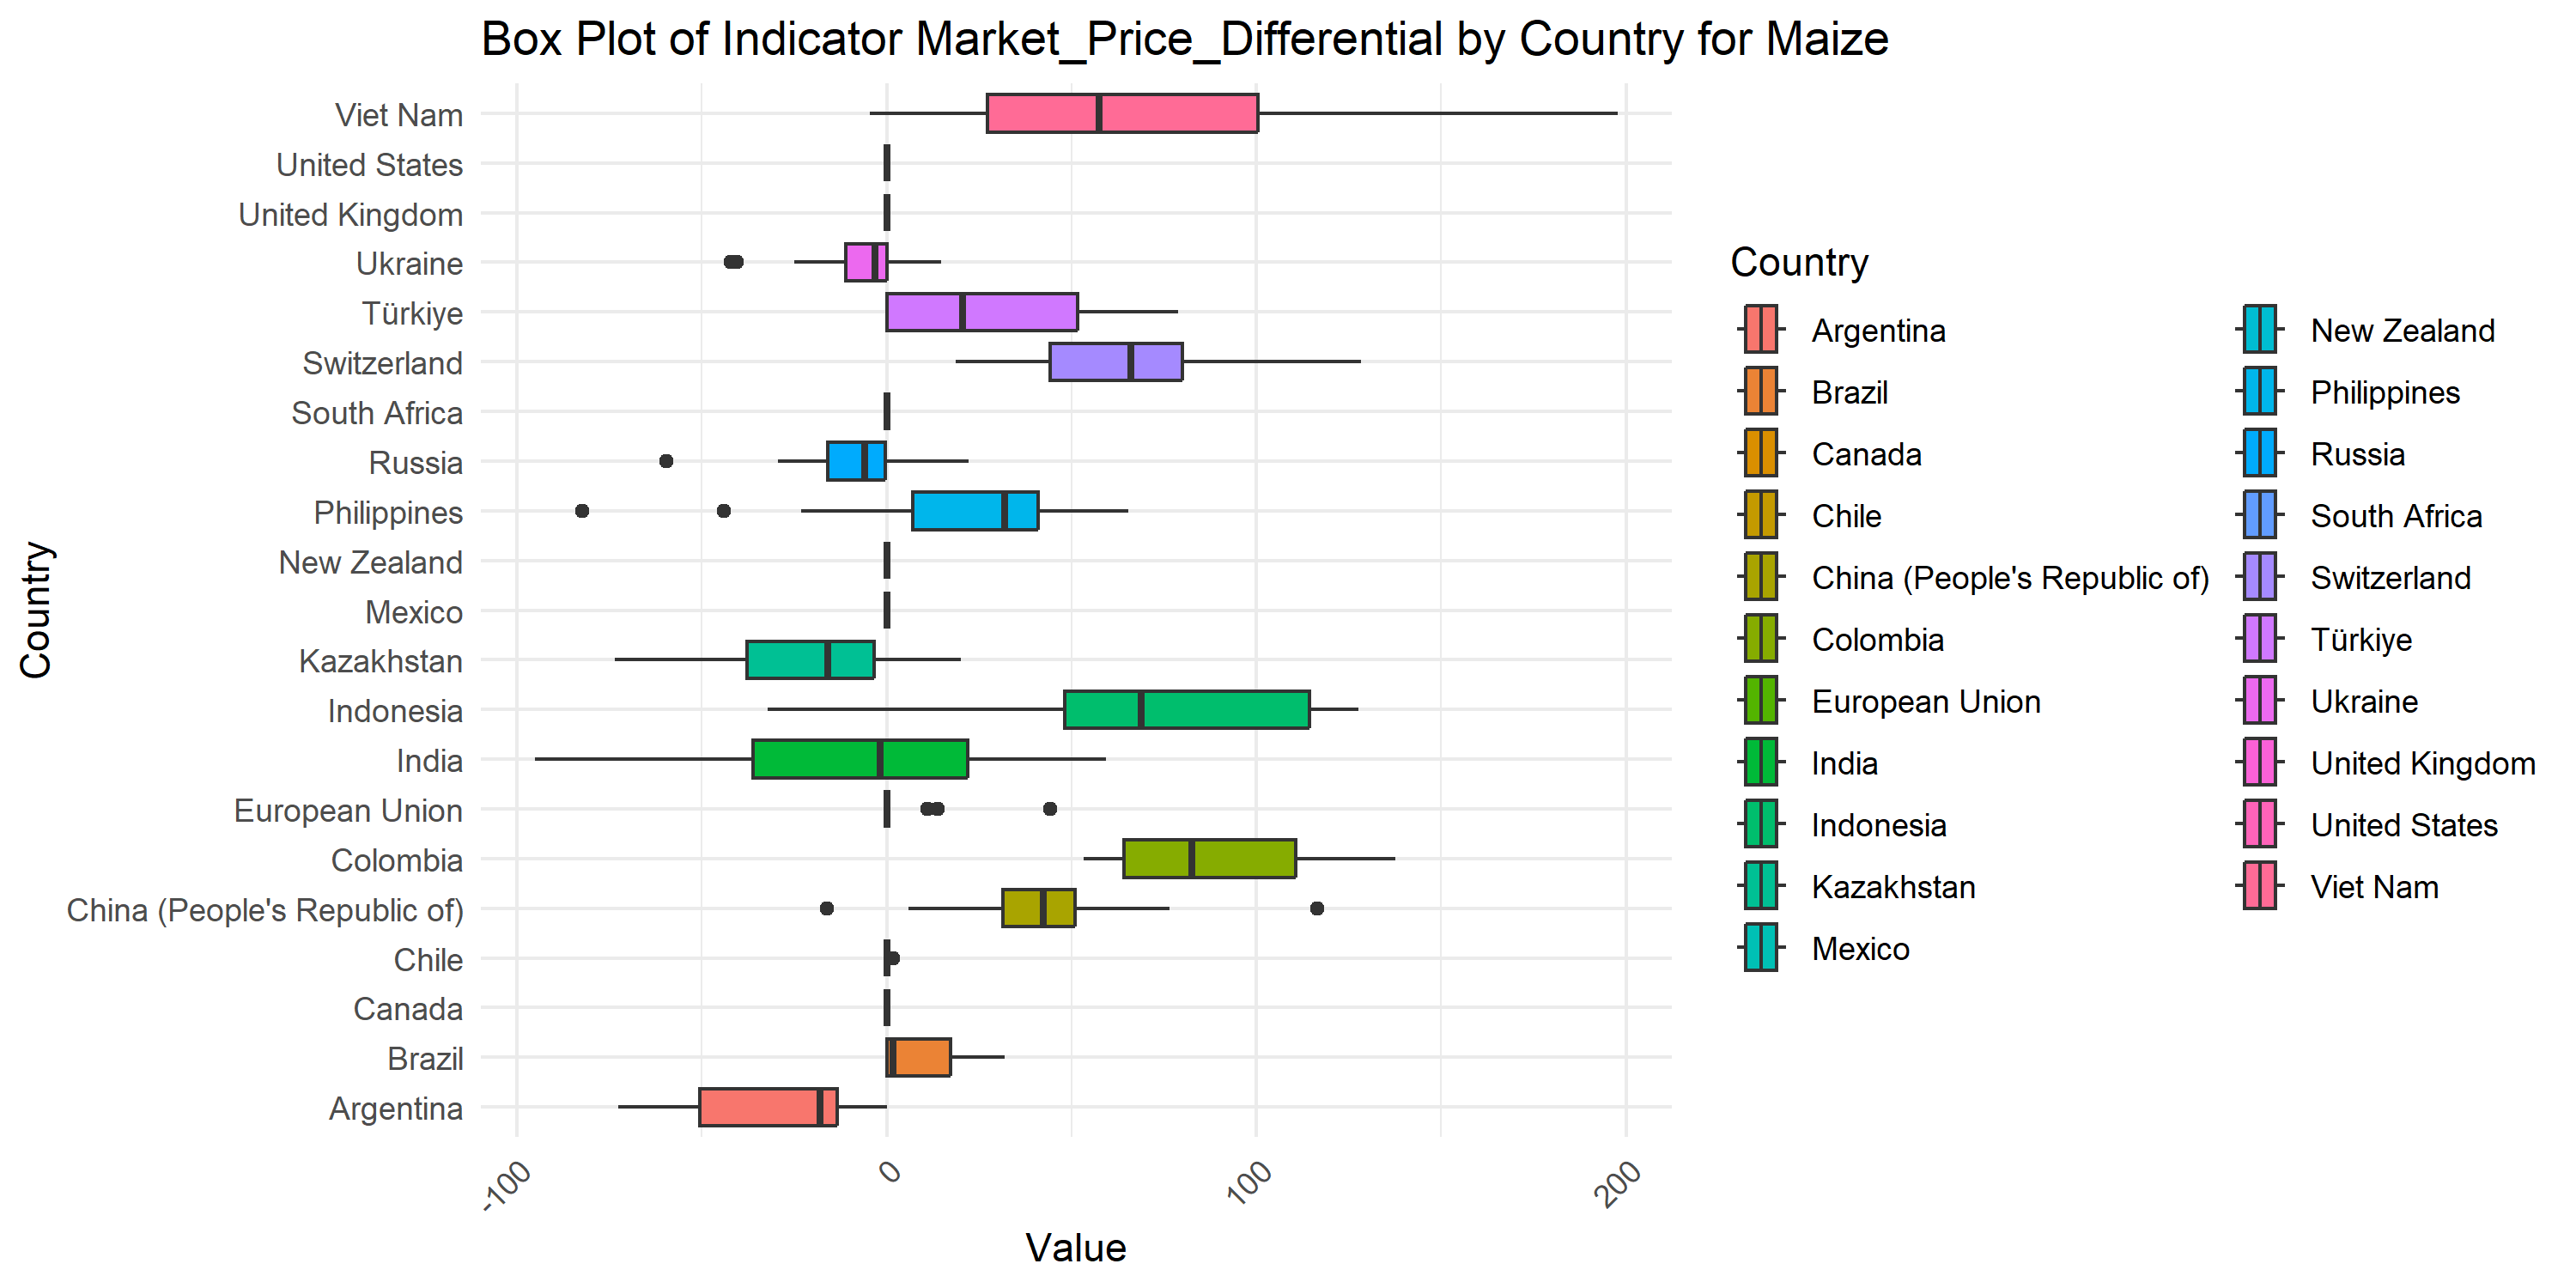 Box Plot of Indicator Market_Price_Differential by Country for Maize
Country
Viet Nam
United States
United Kingdom
Ukraine
Türkiye
Switzerland
South Africa
Russia
Philippines
New Zealand
Mexico
Kazakhstan
Indonesia
India
European Union
Colombia
China (People's Republic of)
Chile
Canada
Brazil
Argentina
-100
0
100
200
Value
Country
Argentina
Brazil
Canada
Chile
China (People's Republic of)
Colombia
European Union
India
Indonesia
Kazakhstan
Mexico
New Zealand
Philippines
Russia
South Africa
Switzerland
Türkiye
Ukraine
United Kingdom
United States
Viet Nam